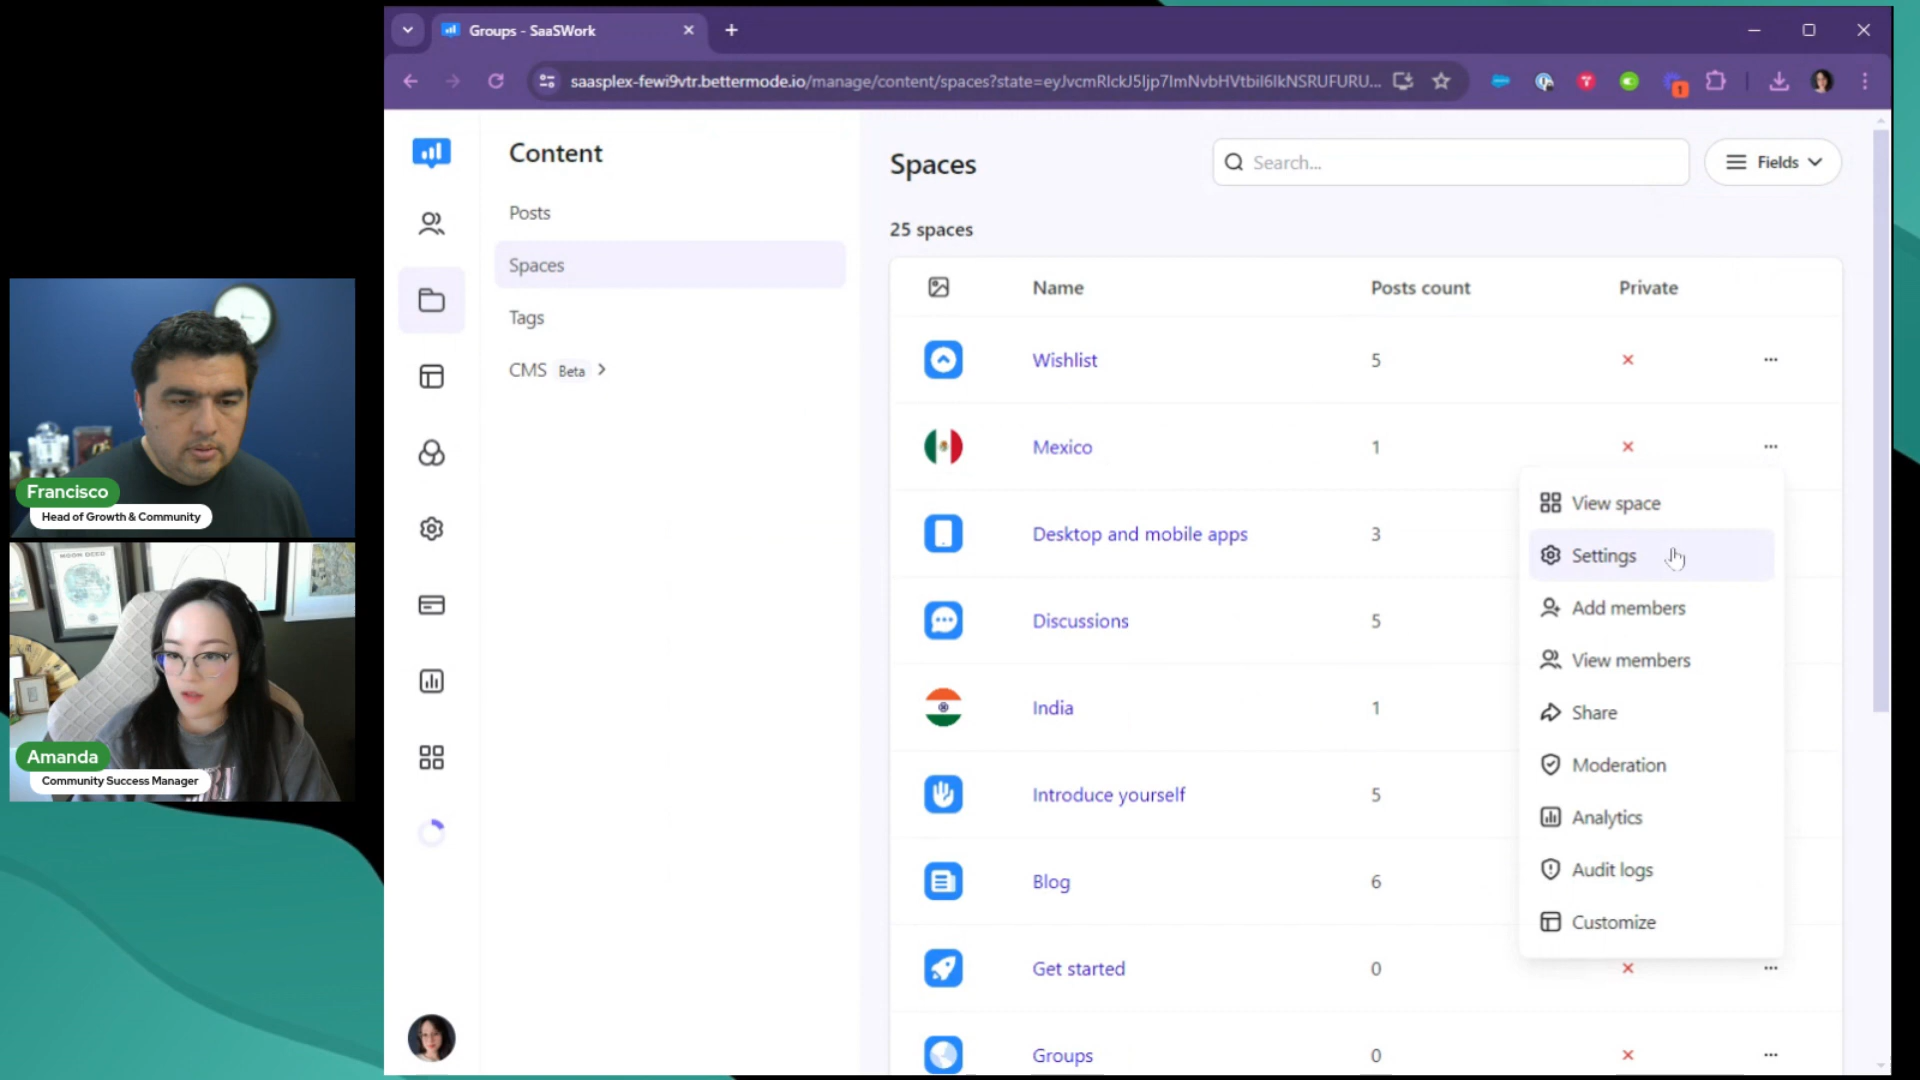 Groups - SaaSWork
saasplex-fewi9vtr.bettermode.io/manage/content/spaces?state=eyJvcmRlckJ5Ijp7ImNvbHVtbiI6IkNSRUFURU...
1
Content
Posts
Spaces
Tags
CMS Beta
Spaces
Search...
Fields
25 spaces
Name Posts count Private
Wishlist 5
Mexico 1
Desktop and mobile apps 3
Discussions 5
India 1
Introduce yourself 5
Blog 6
Get started 0
Groups 0
View space
Settings
Add members
View members
Share
Moderation
Analytics
Audit logs
Customize
Francisco
Head of Growth & Community
Amanda
Community Success Manager